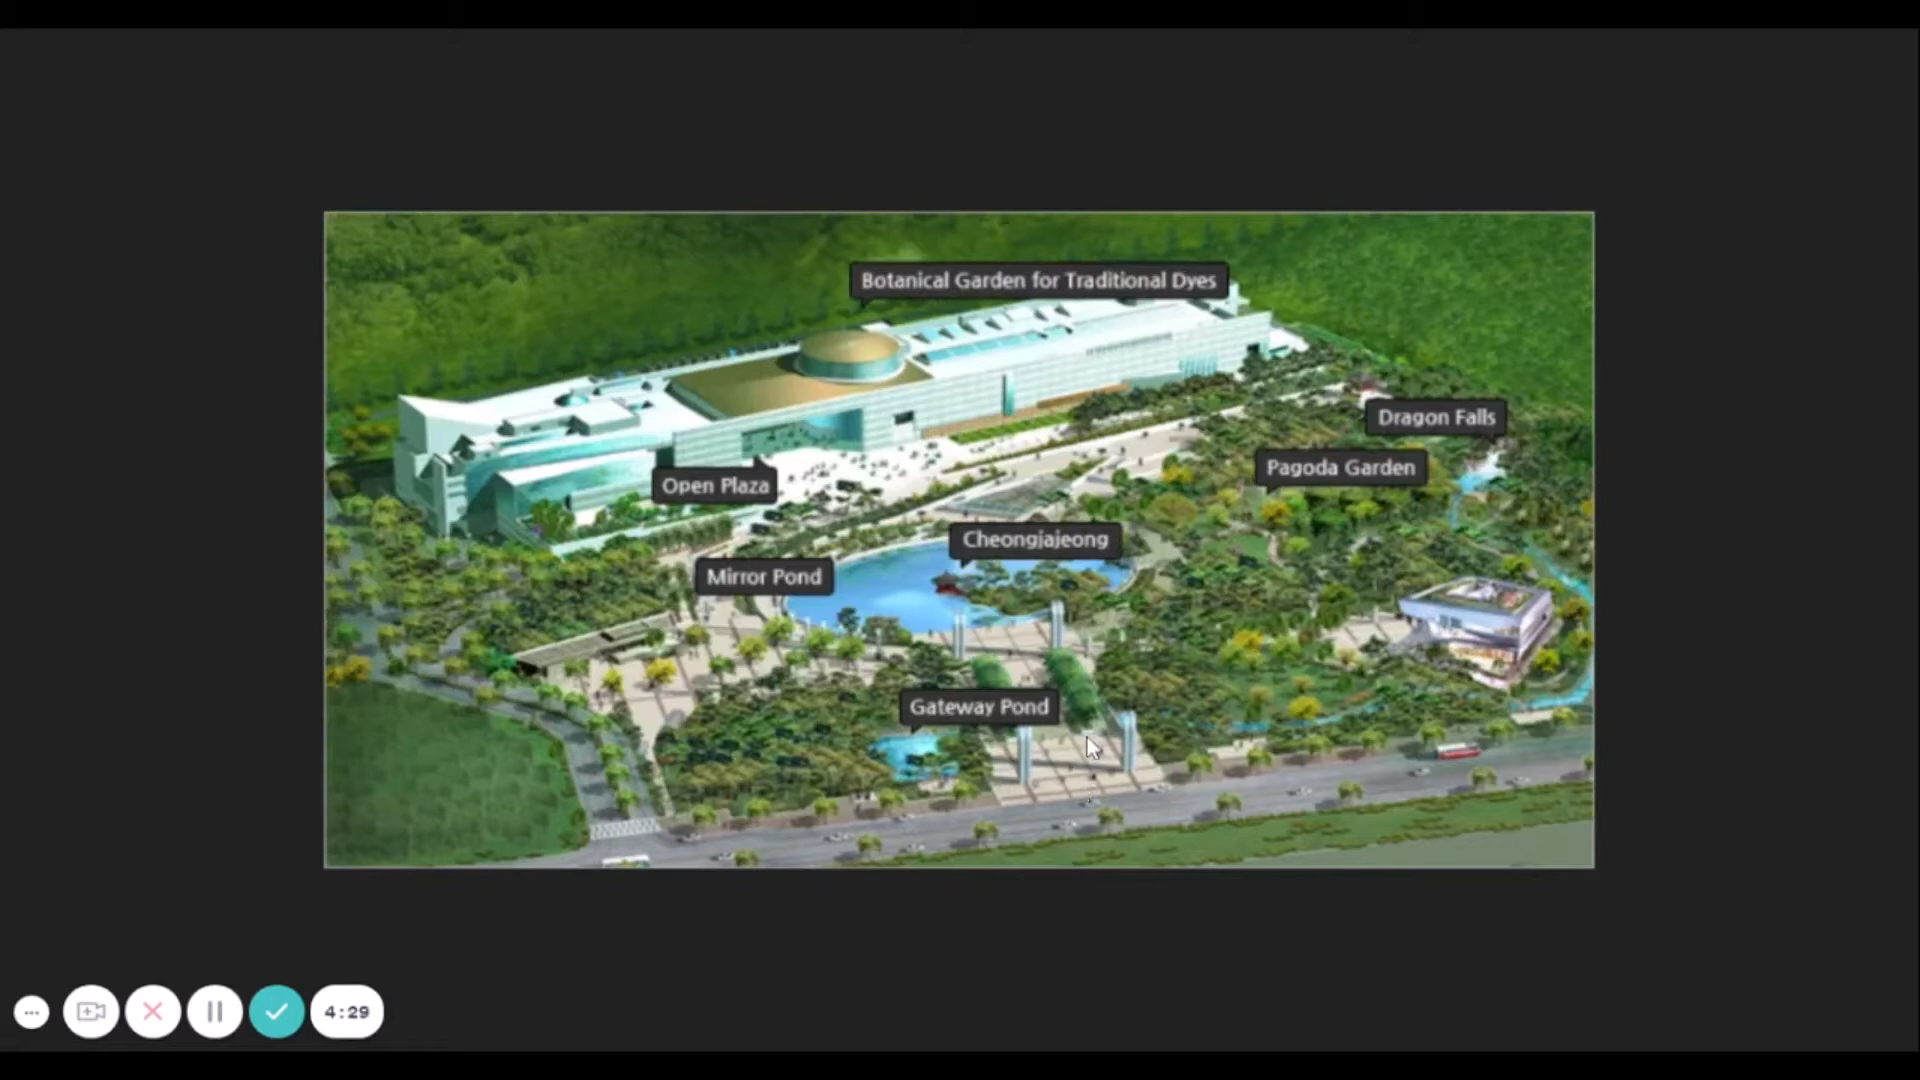 Botanical Garden for Traditional Dyes
Dragon Falls
Pagoda Garden
Open Plaza
Cheongjajeong
Mirror Pond
Gateway Pond
4:29